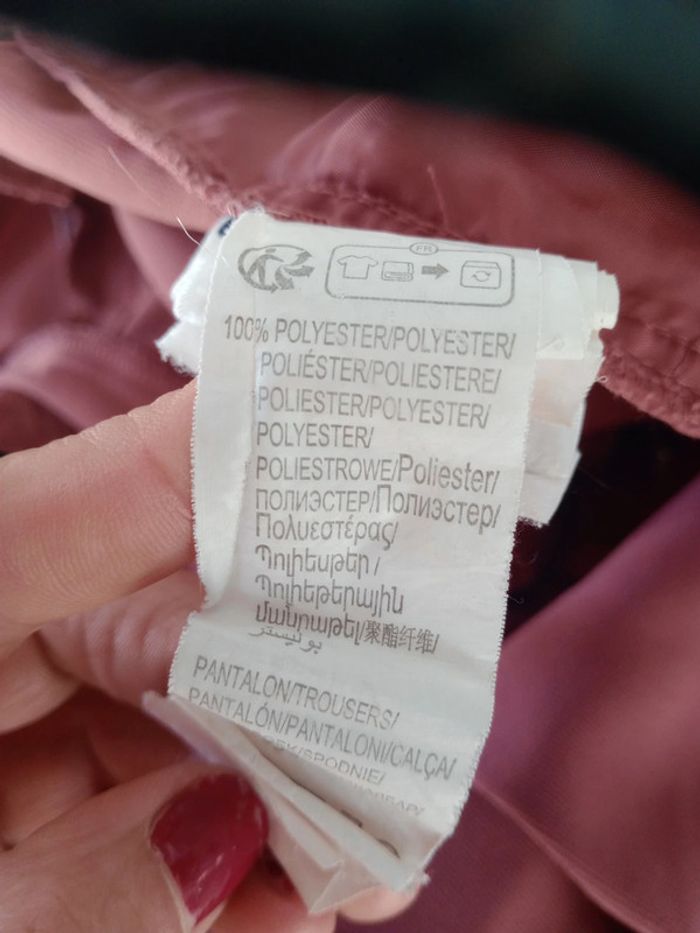 FR
100% POLYESTER/POLYESTER/
POLIÉSTER/POLIESTERE/
POLIESTER/POLYESTER/
POLYESTER/
POLIESTROWE/Poliester/
ПОЛИЭСТЕР/Полиэстер/
Πολυεστέρας/
Պոլիեսթեր /
Պոլիեթերային
մանրաթել/聚酯纤维/
بوليستر
PANTALON/TROUSERS/
PANTALÓN/PANTALONI/CALÇA/
SPODNIE/